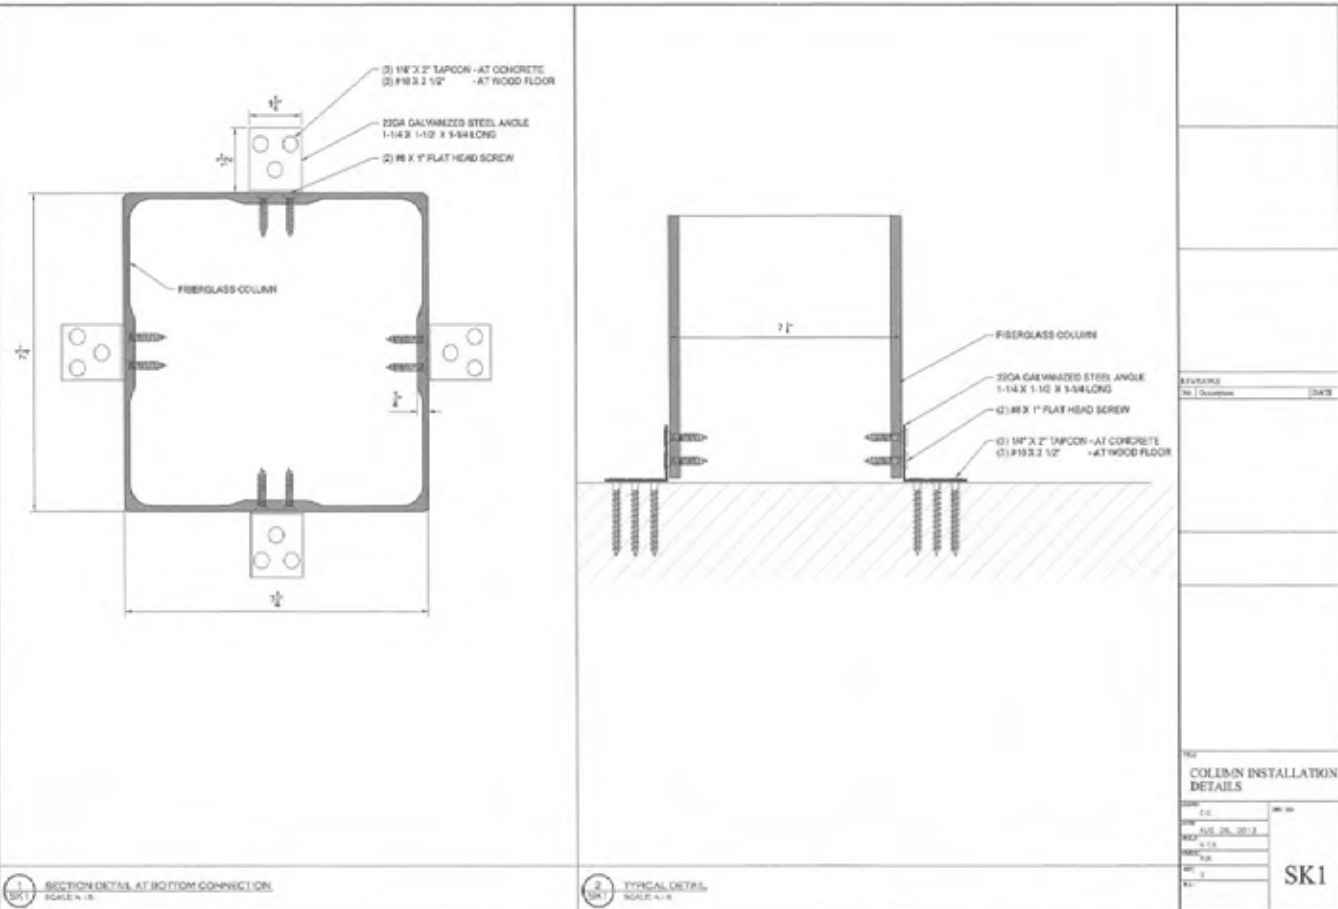 (3) 1/4" X 2" TAPCON - AT CONCRETE
(3) #10 X 2 1/2" - AT WOOD FLOOR
22GA GALVANIZED STEEL ANGLE
1-1/4 X 1-1/2 X 1-1/4 LONG
(2) #8 X 1" FLAT HEAD SCREW
FIBERGLASS COLUMN
FIBERGLASS COLUMN
22GA GALVANIZED STEEL ANGLE
1-1/4 X 1-1/2 X 1-1/4 LONG
(2) #8 X 1" FLAT HEAD SCREW
(3) 1/4" X 2" TAPCON - AT CONCRETE
(3) #10 X 2 1/2" - AT WOOD FLOOR
No. Description DATE
TITLE
COLUMN INSTALLATION
DETAILS
SK1
1
SK1
SECTION DETAIL AT BOTTOM CONNECTION
SCALE: N.T.S.
2
SK1
TYPICAL DETAIL
SCALE: N.T.S.